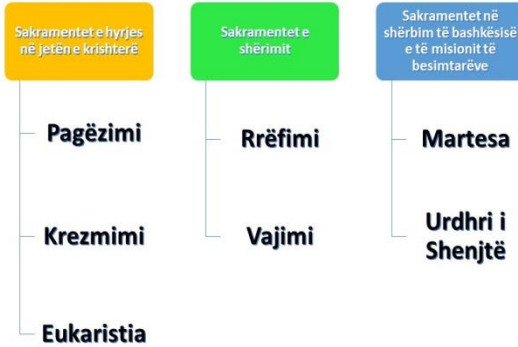 Sakramentet e hyrjes
në jetën e krishterë
Pagëzimi
Krezmimi
Eukaristia
Sakramentet e
shërimit
Rrëfimi
Vajimi
Sakramentet në
shërbim të bashkësisë
e të misionit të
besimtarëve
Martesa
Urdhri i
Shenjtë